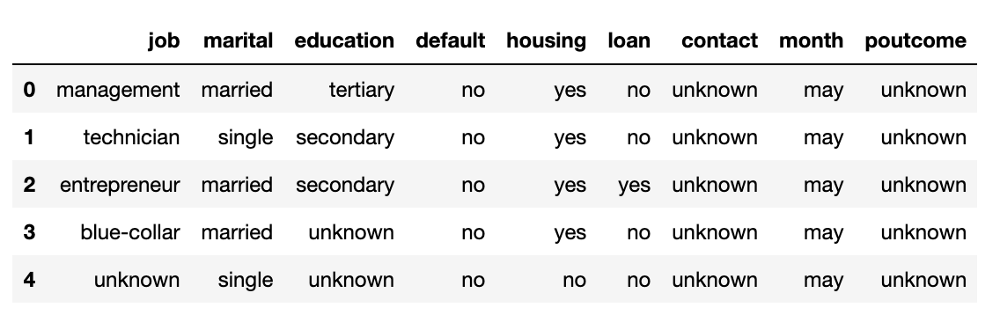 job marital education default housing loan contact month poutcome
0 management married tertiary no yes no unknown may unknown
1 technician single secondary no yes no unknown may unknown
2 entrepreneur married secondary no yes yes unknown may unknown
3 blue-collar married unknown no yes no unknown may unknown
4 unknown single unknown no no no unknown may unknown